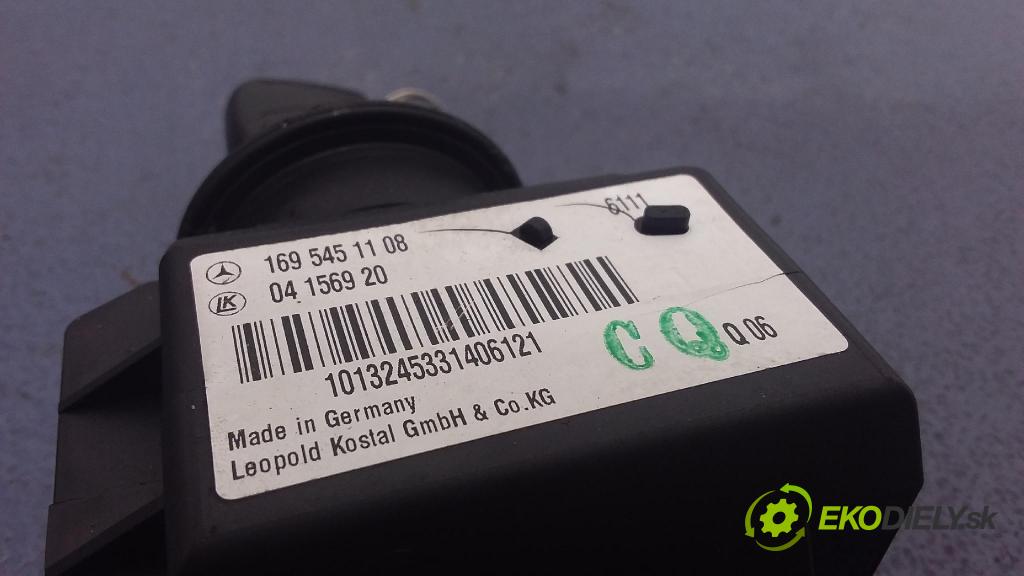 6111
169 545 11 08
LK 04 1569 20
1013245331406121
C Q Q 06
Made in Germany
Leopold Kostal GmbH & Co.KG
EKODIELY.sk